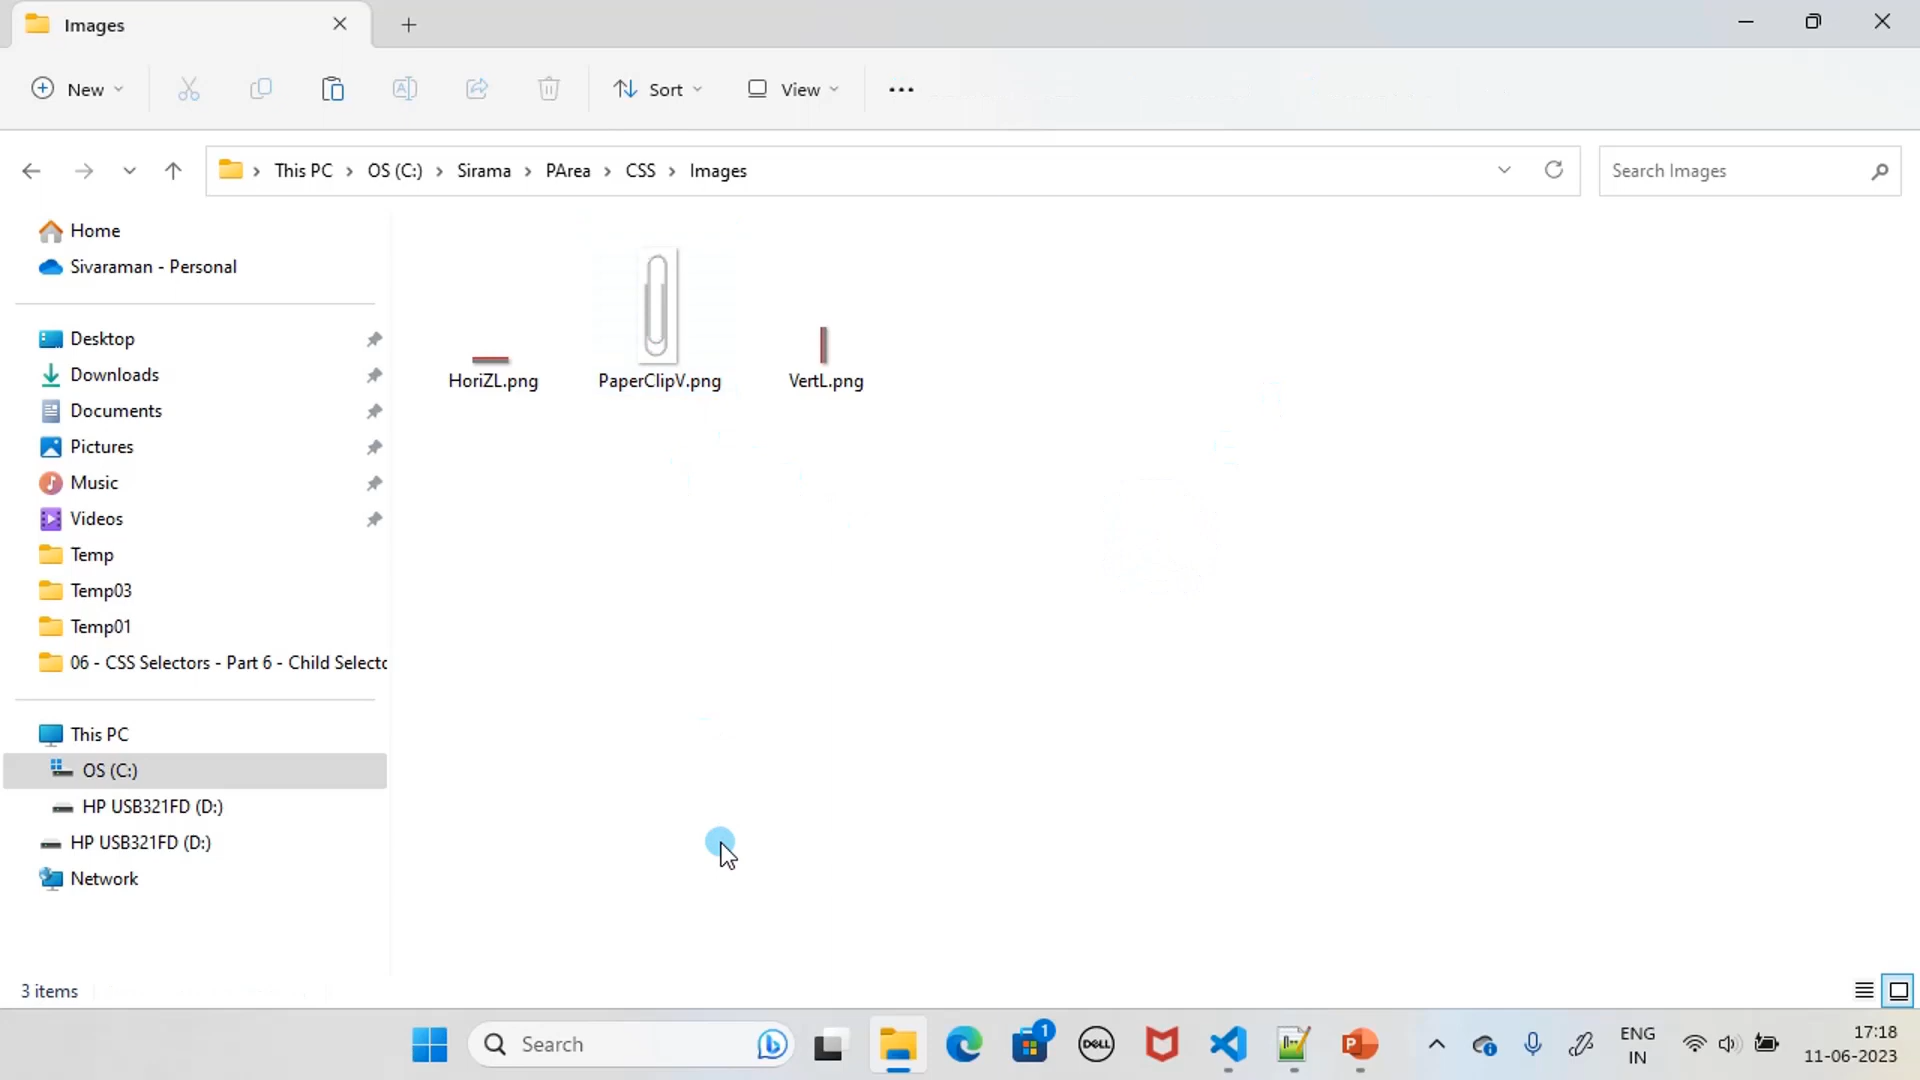 Images
New
Sort
View
This PC
OS (C:)
Sirama
PArea
CSS
Images
Search Images
Home
Sivaraman - Personal
Desktop
Downloads
Documents
Pictures
Music
Videos
Temp
Temp03
Temp01
06 - CSS Selectors - Part 6 - Child Selecto
This PC
OS (C:)
HP USB321FD (D:)
HP USB321FD (D:)
Network
HoriZL.png
PaperClipV.png
VertL.png
3 items
Search
1
DELL
P
ENG
IN
17:18
11-06-2023